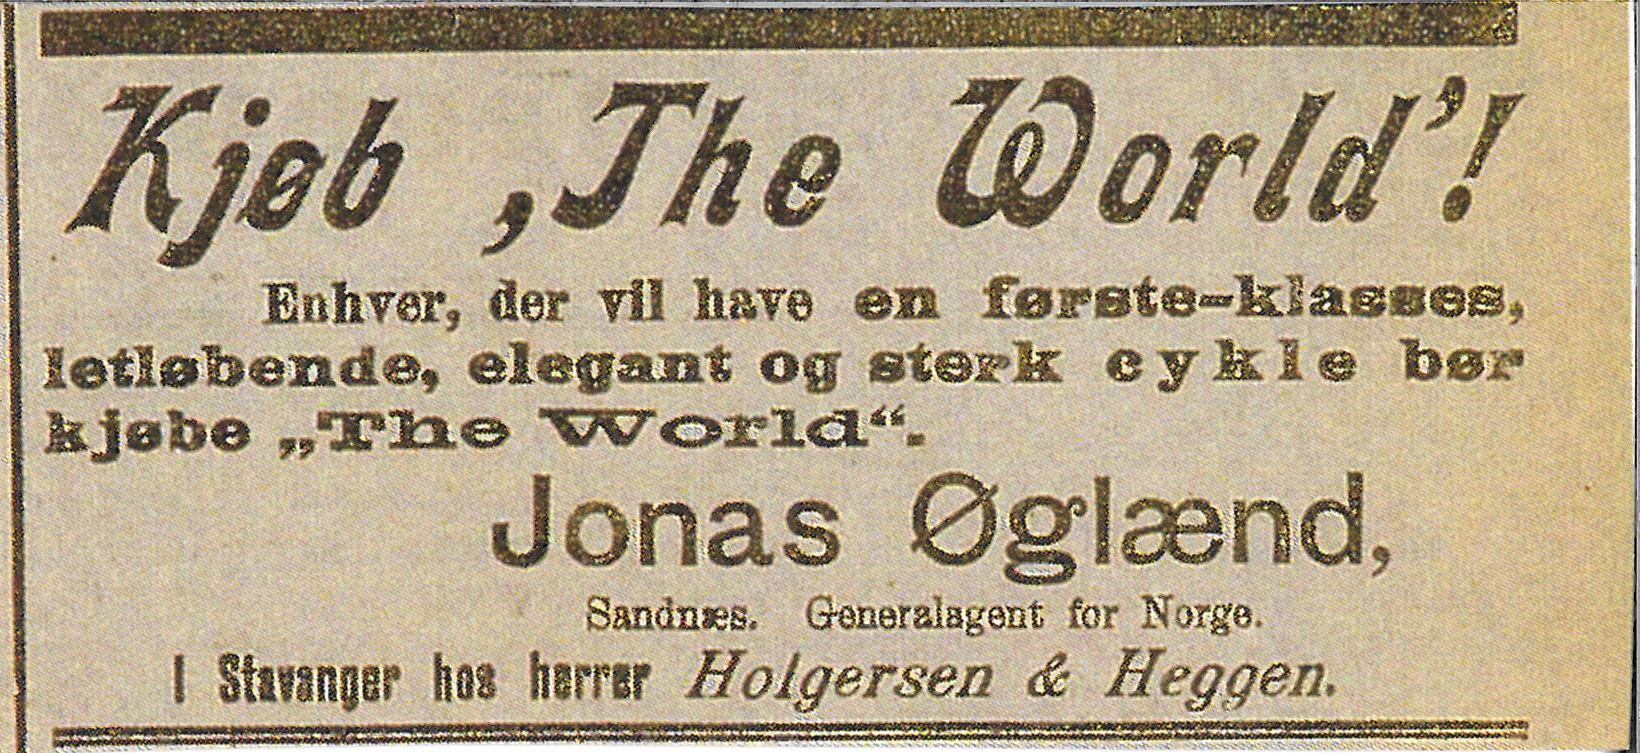 Kjøb ‚The World’!
Enhver, der vil have en første-klasses,
letløbende, elegant og sterk cykle bør
kjøbe „The World“.
Jonas Øglænd,
Sandnæs. Generalagent for Norge.
I Stavanger hos herrer Holgersen & Heggen.